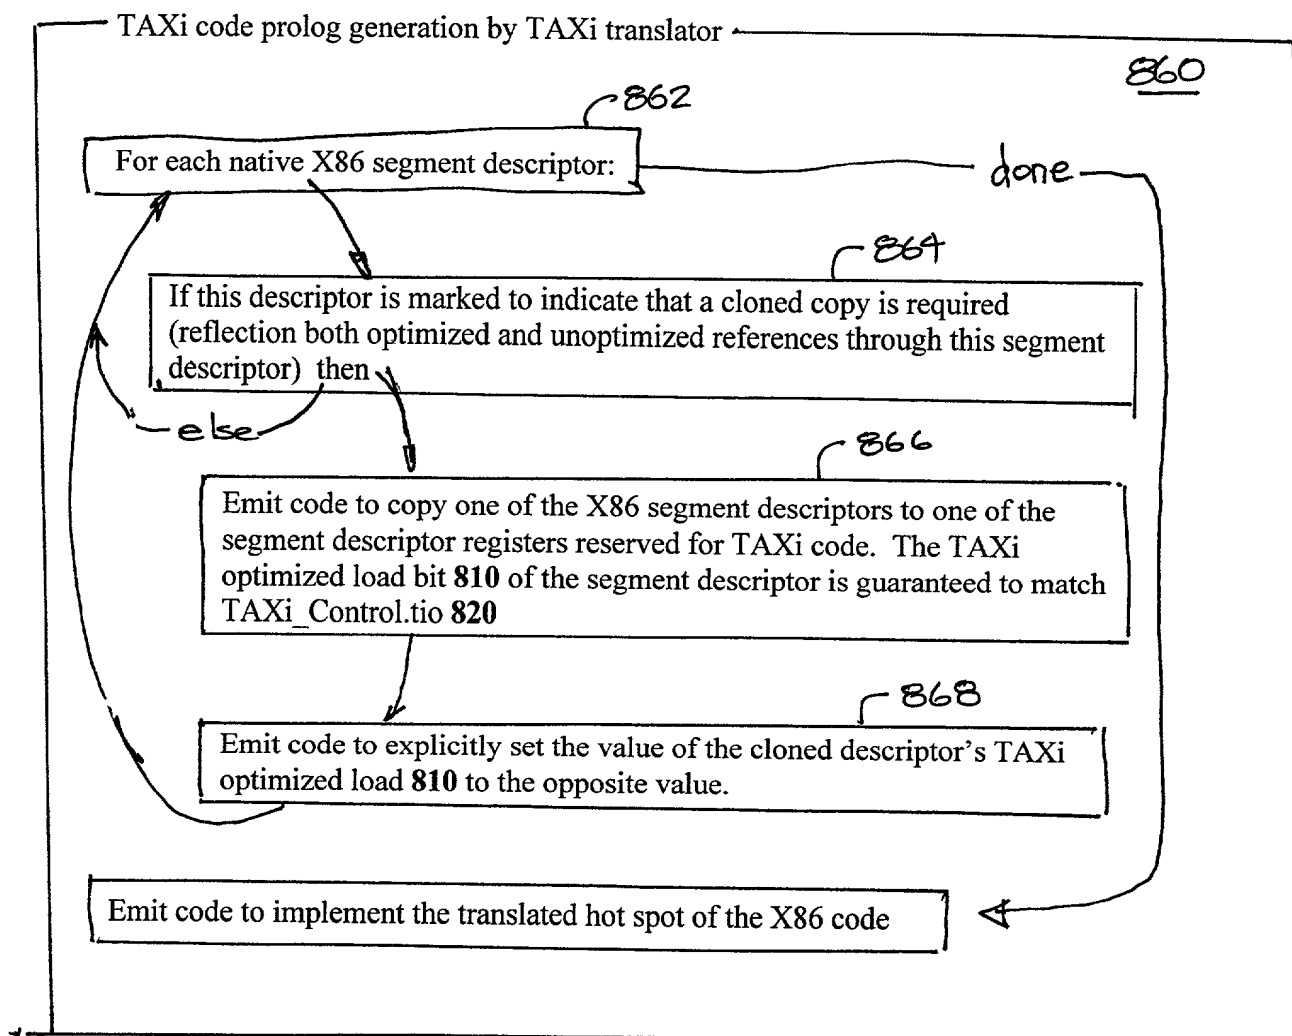 TAXi code prolog generation by TAXi translator
860
862
For each native X86 segment descriptor:
done
864
If this descriptor is marked to indicate that a cloned copy is required
(reflection both optimized and unoptimized references through this segment
descriptor) then
else
866
Emit code to copy one of the X86 segment descriptors to one of the
segment descriptor registers reserved for TAXi code. The TAXi
optimized load bit 810 of the segment descriptor is guaranteed to match
TAXi_Control.tio 820
868
Emit code to explicitly set the value of the cloned descriptor's TAXi
optimized load 810 to the opposite value.
Emit code to implement the translated hot spot of the X86 code